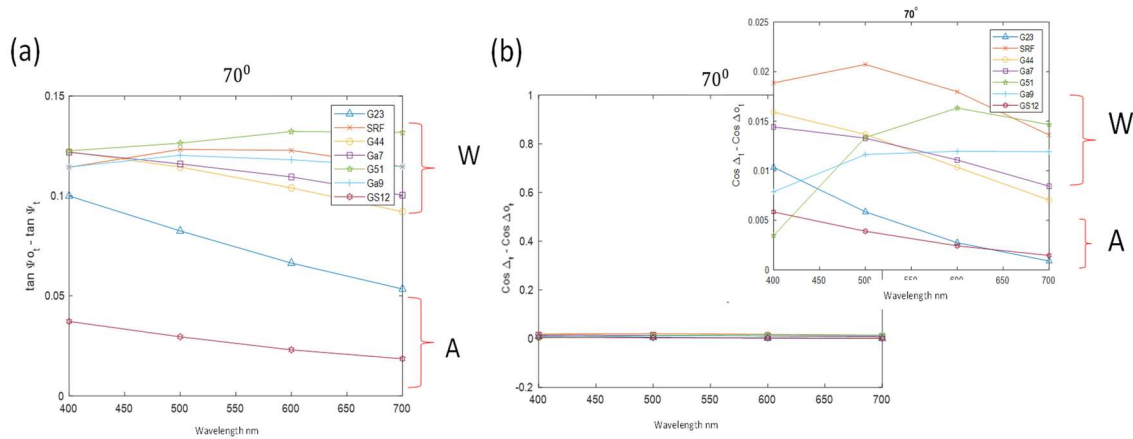 (a)
70⁰
0.15
0.1
0.05
0
tan Ψo_t - tan Ψ_t
400 450 500 550 600 650 700
Wavelength nm
G23
SRF
G44
Ga7
G51
Ga9
GS12
W
A
(b)
70⁰
1
0.8
0.6
0.4
0.2
0
-0.2
Cos Δ_t - Cos Δo_t
400 450 500 550 600 650 700
Wavelength nm
70°
0.025
0.02
0.015
0.01
0.005
0
Cos Δ_t - Cos Δo_t
400 450 500 550 600 650 700
Wavelength nm
G23
SRF
G44
Ga7
G51
Ga9
GS12
W
A